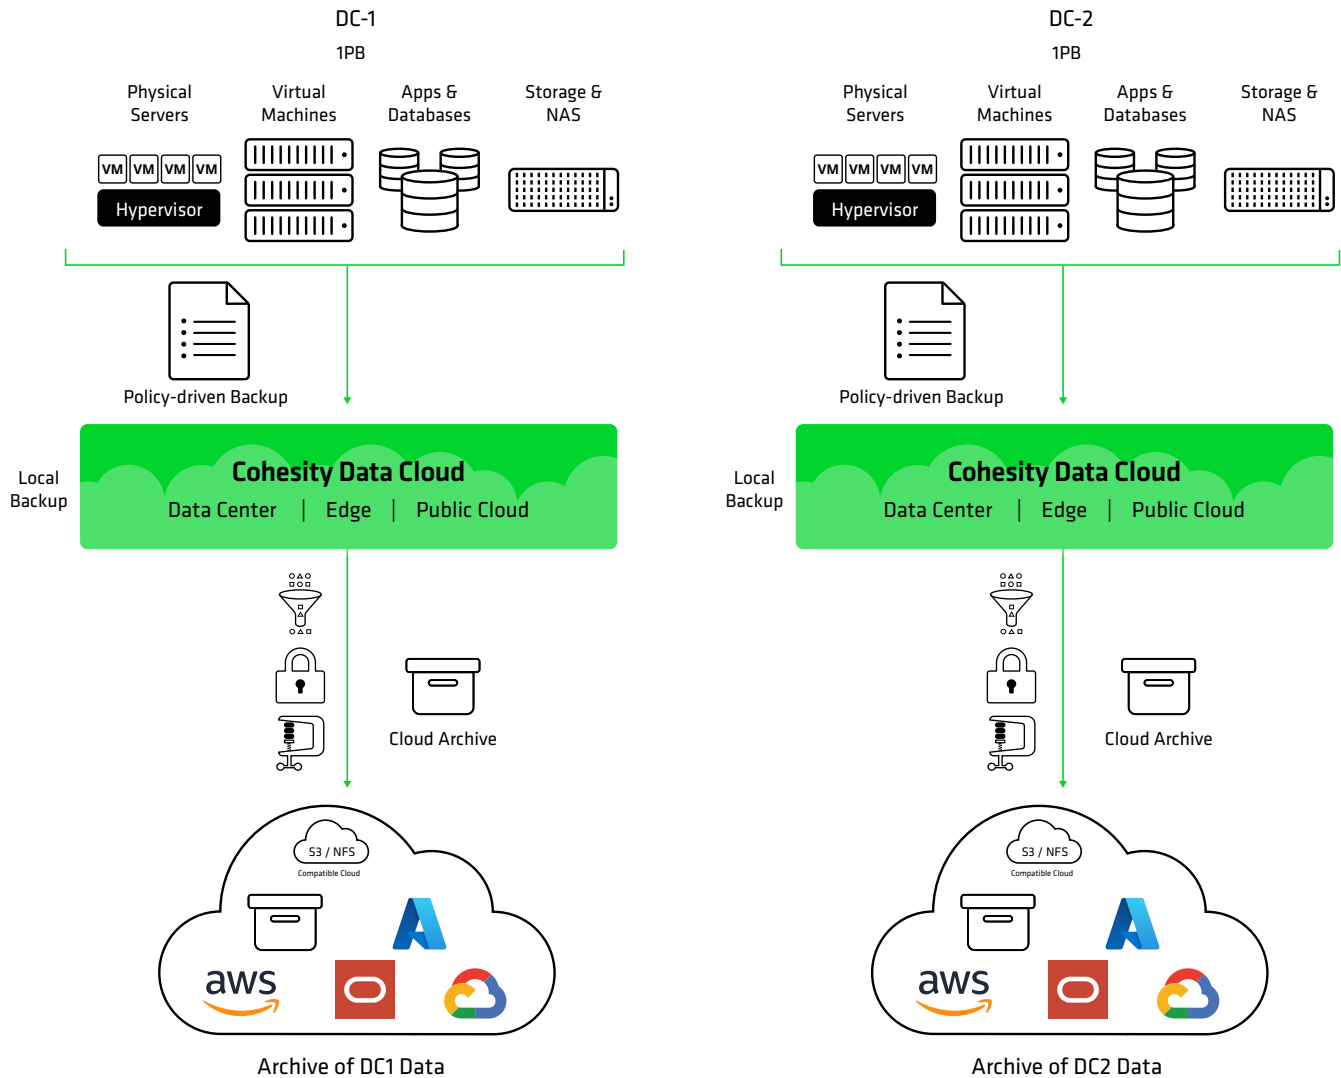 DC-1
1PB
Physical
Servers
Virtual
Machines
Apps &
Databases
Storage &
NAS
VM VM VM VM
Hypervisor
Policy-driven Backup
Local
Backup
Cohesity Data Cloud
Data Center | Edge | Public Cloud
Cloud Archive
S3 / NFS
Compatible Cloud
aws
Archive of DC1 Data
DC-2
1PB
Physical
Servers
Virtual
Machines
Apps &
Databases
Storage &
NAS
VM VM VM VM
Hypervisor
Policy-driven Backup
Local
Backup
Cohesity Data Cloud
Data Center | Edge | Public Cloud
Cloud Archive
S3 / NFS
Compatible Cloud
aws
Archive of DC2 Data